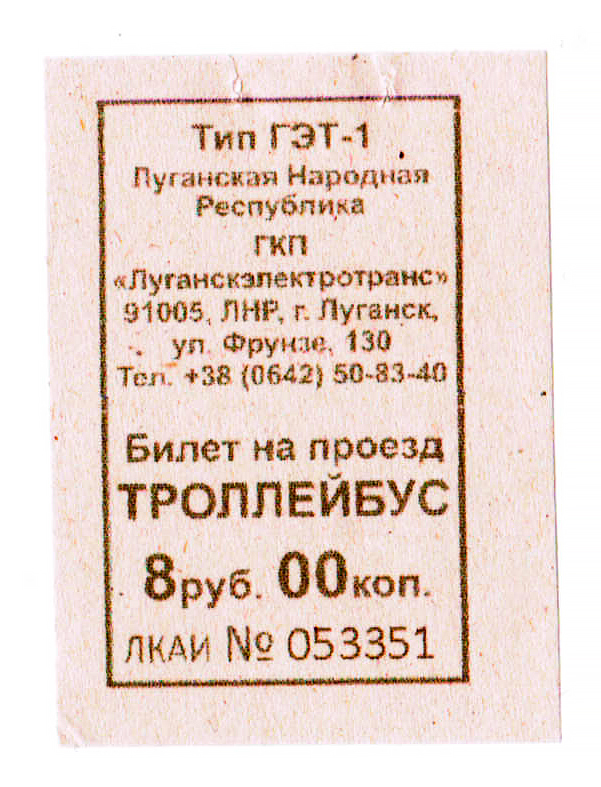 Тип ГЭТ-1
Луганская Народная
Республика
ГКП
«Луганскэлектротранс»
91005, ЛНР, г. Луганск,
ул. Фрунзе, 130
Тел. +38 (0642) 50-83-40
Билет на проезд
ТРОЛЛЕЙБУС
8руб. 00коп.
ЛКАИ № 053351